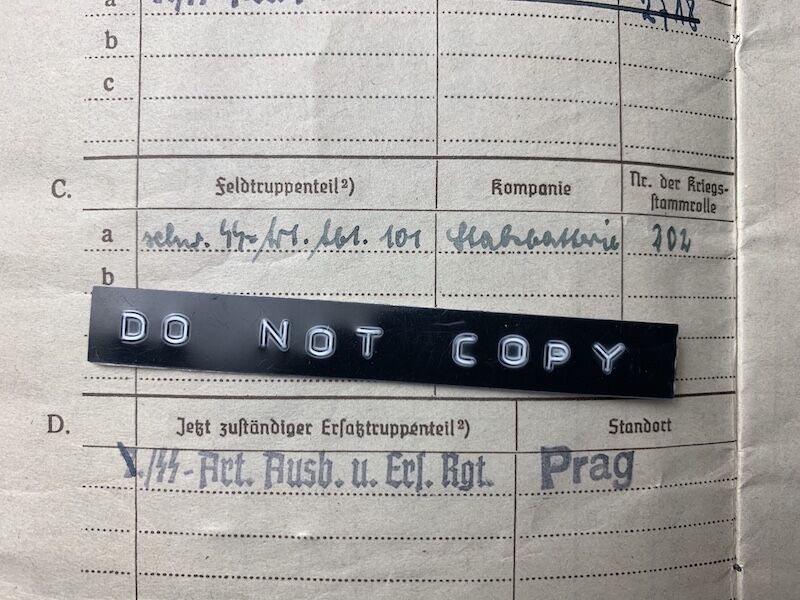 a
2718
b
c
C. Feldtruppenteil²) Kompanie Nr. der Kriegs-
stammrolle
a schw. SS-Art. Abt. 101 Stabsbatterie 202
b
DO NOT COPY
D. Jetzt zuständiger Ersatztruppenteil²) Standort
./SS-Art. Ausb. u. Ers. Rgt. Prag